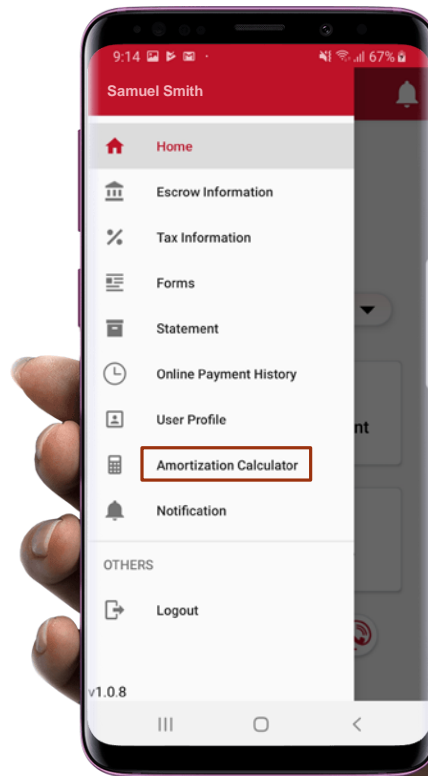 9:14 67%
Samuel Smith
Home
Escrow Information
Tax Information
Forms
Statement
Online Payment History
User Profile
nt
Amortization Calculator
Notification
OTHERS
Logout
v1.0.8